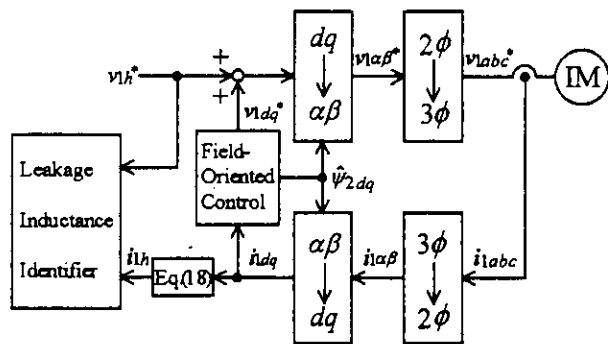 v1h*
+
+
v1dq*
dq
αβ
v1αβ*
2ϕ
3ϕ
v1abc*
IM
Leakage
Inductance
Identifier
Field-
Oriented
Control
ψ̂2dq
i1h
Eq.(18)
i1dq
αβ
dq
i1αβ
3ϕ
2ϕ
i1abc